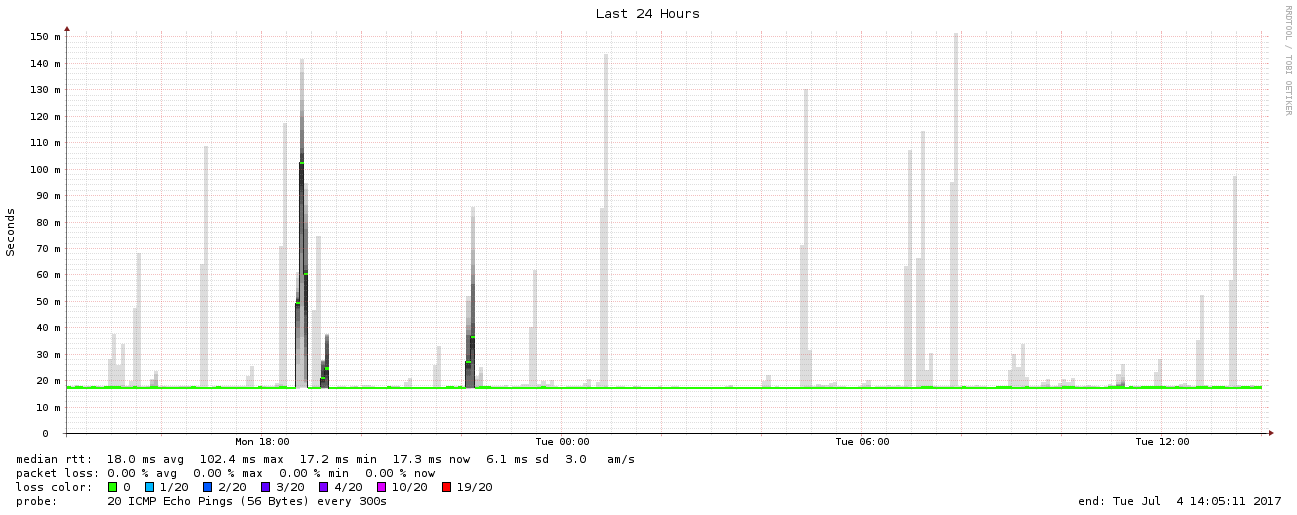 Last 24 Hours
RRDTOOL / TOBI OETIKER
Seconds
150 m
140 m
130 m
120 m
110 m
100 m
90 m
80 m
70 m
60 m
50 m
40 m
30 m
20 m
10 m
0
Mon 18:00 Tue 00:00 Tue 06:00 Tue 12:00
median rtt: 18.0 ms avg 102.4 ms max 17.2 ms min 17.3 ms now 6.1 ms sd 3.0 am/s
packet loss: 0.00 % avg 0.00 % max 0.00 % min 0.00 % now
loss color: 0 1/20 2/20 3/20 4/20 10/20 19/20
probe: 20 ICMP Echo Pings (56 Bytes) every 300s end: Tue Jul 4 14:05:11 2017